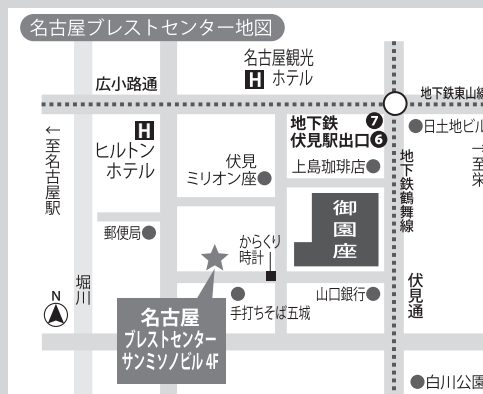 名古屋ブレストセンター地図
名古屋観光
H ホテル
広小路通
地下鉄東山線
地下鉄 7
伏見駅出口 6
日土地ビル
H
ヒルトン
ホテル
←至名古屋駅
伏見
ミリオン座
上島珈琲店
地下鉄鶴舞線
→至栄
御園座
郵便局
からくり
時計
堀川
N
手打ちそば五城
山口銀行
伏見通
名古屋
ブレストセンター
サンミソノビル 4F
白川公園